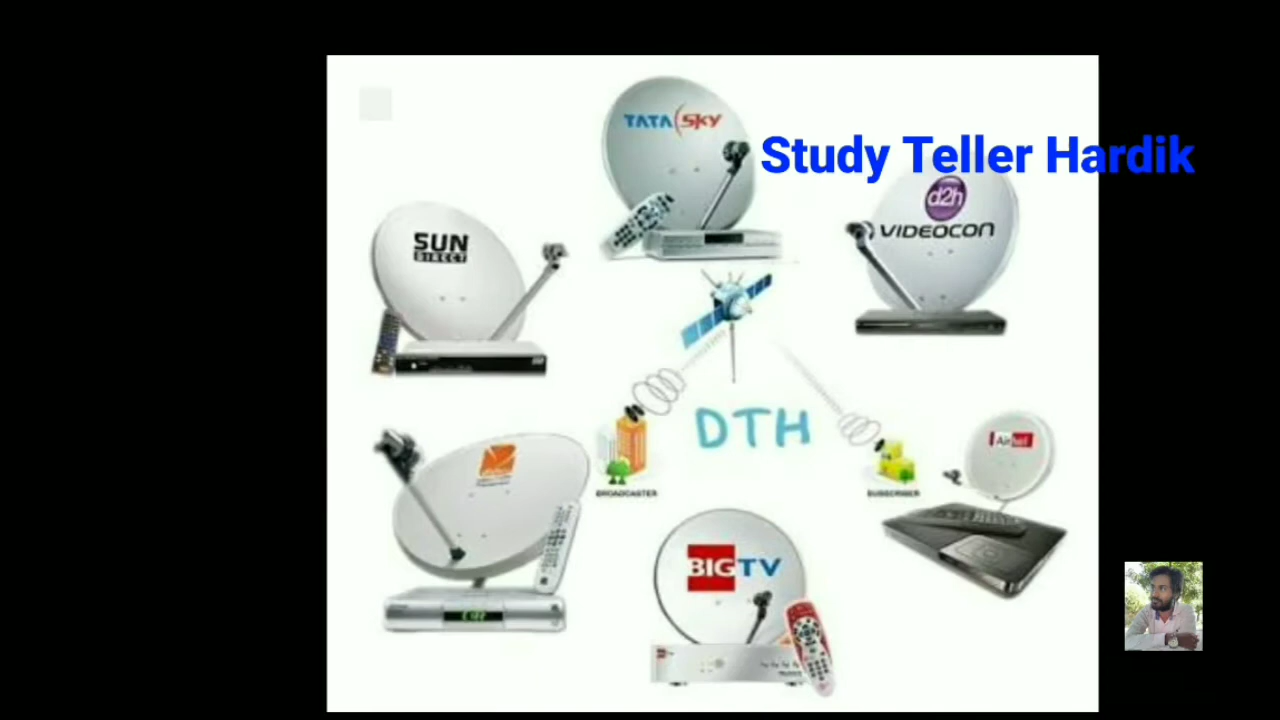 TATA SKY
Study Teller Hardik
d2h
VIDEOCON
SUN
DIRECT
DTH
Airtel
BROADCASTER
SUBSCRIBER
BIG TV